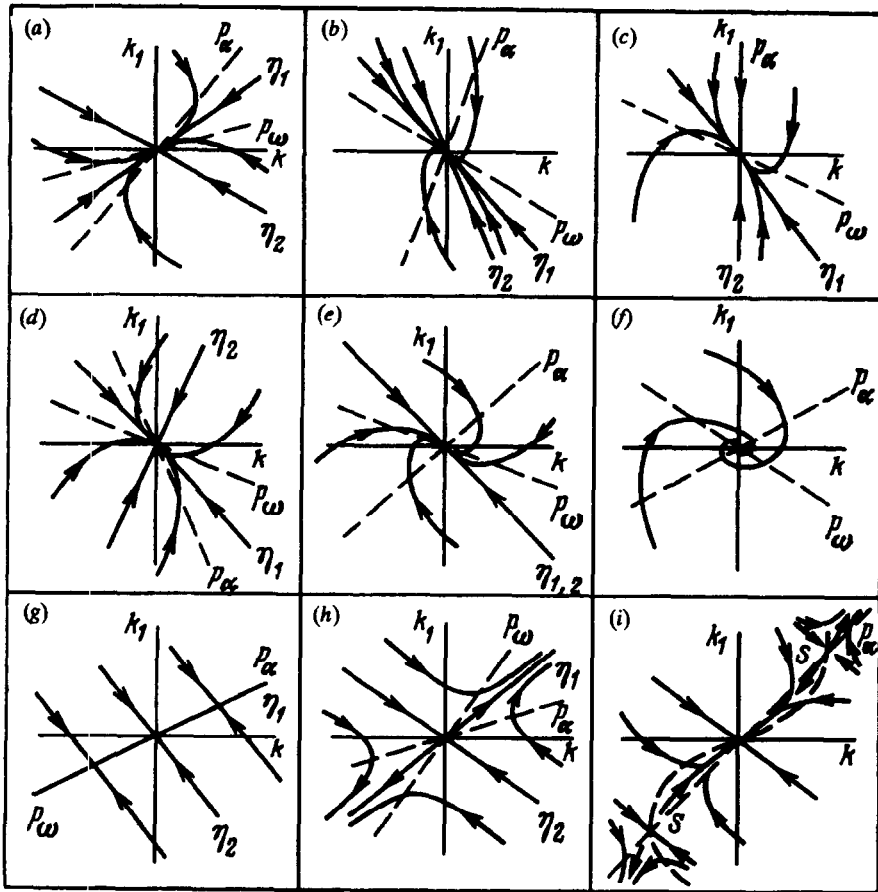 (a)
k₁
pα
η₁
pω
k
η₂
(b)
k₁
pα
k
pω
η₂
η₁
(c)
k₁
pα
k
pω
η₂
η₁
(d)
k₁
η₂
k
pω
η₁
pα
(e)
k₁
pα
k
pω
η₁,₂
(f)
k₁
pα
k
pω
(g)
k₁
pα
η₁
k
pω
η₂
(h)
k₁
pω
η₁
pα
k
η₂
(i)
k₁
S
pα
k
S